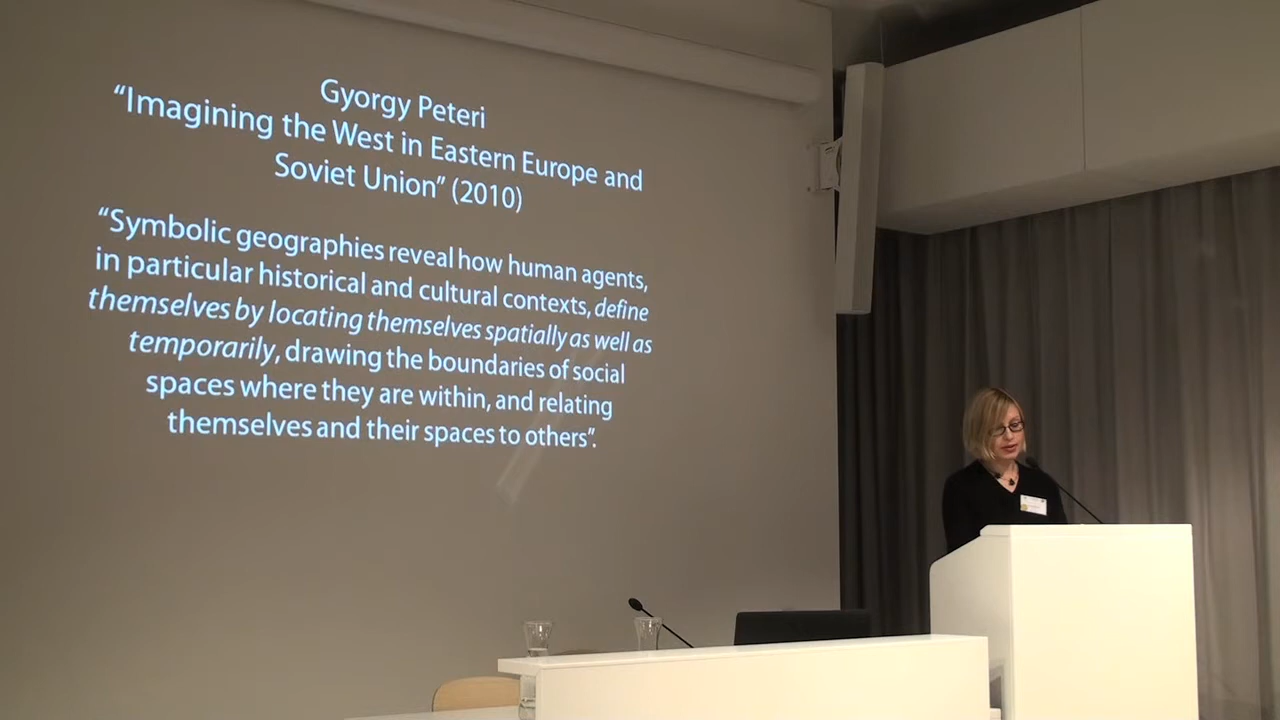 Gyorgy Peteri
“Imagining the West in Eastern Europe and
Soviet Union” (2010)
“Symbolic geographies reveal how human agents,
in particular historical and cultural contexts, define
themselves by locating themselves spatially as well as
temporarily, drawing the boundaries of social
spaces where they are within, and relating
themselves and their spaces to others”.